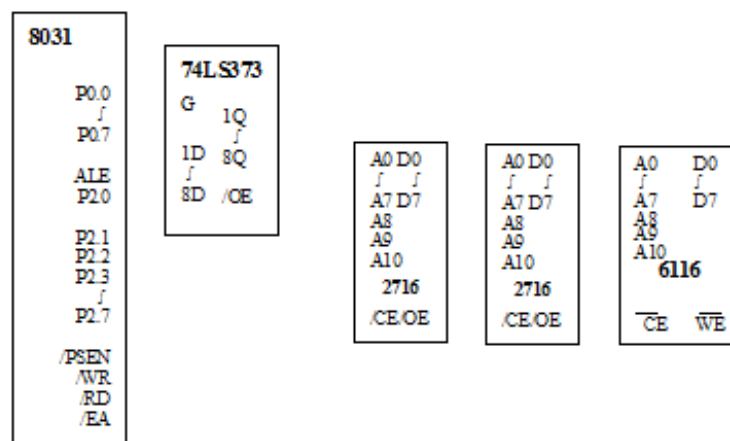 8031
P0.0
∫
P0.7
ALE
P2.0
P2.1
P2.2
P2.3
∫
P2.7
/PSEN
/WR
/RD
/EA
74LS373
G
1Q
∫
1D 8Q
∫
8D /OE
A0 D0
∫ ∫
A7 D7
A8
A9
A10
2716
/CE/OE
A0 D0
∫ ∫
A7 D7
A8
A9
A10
2716
/CE/OE
A0 D0
∫ ∫
A7 D7
A8
A9
A10
6116
C̅E̅ W̅E̅